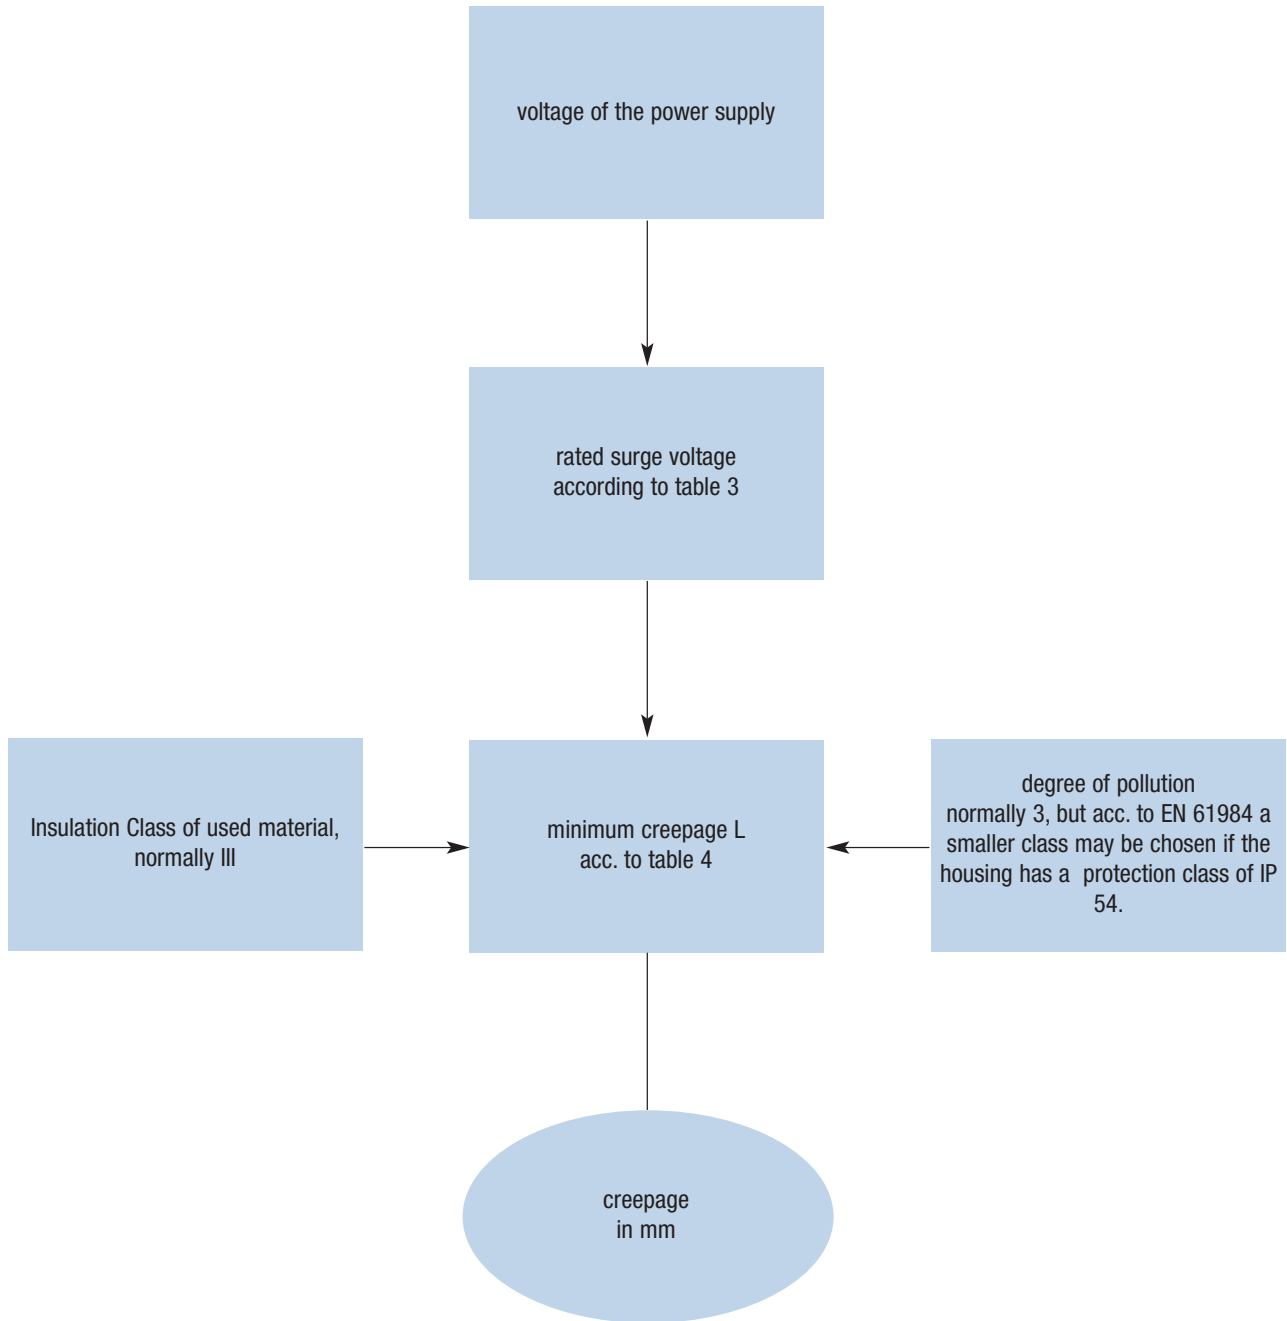 voltage of the power supply
rated surge voltage
according to table 3
Insulation Class of used material,
normally III
minimum creepage L
acc. to table 4
degree of pollution
normally 3, but acc. to EN 61984 a
smaller class may be chosen if the
housing has a protection class of IP
54.
creepage
in mm